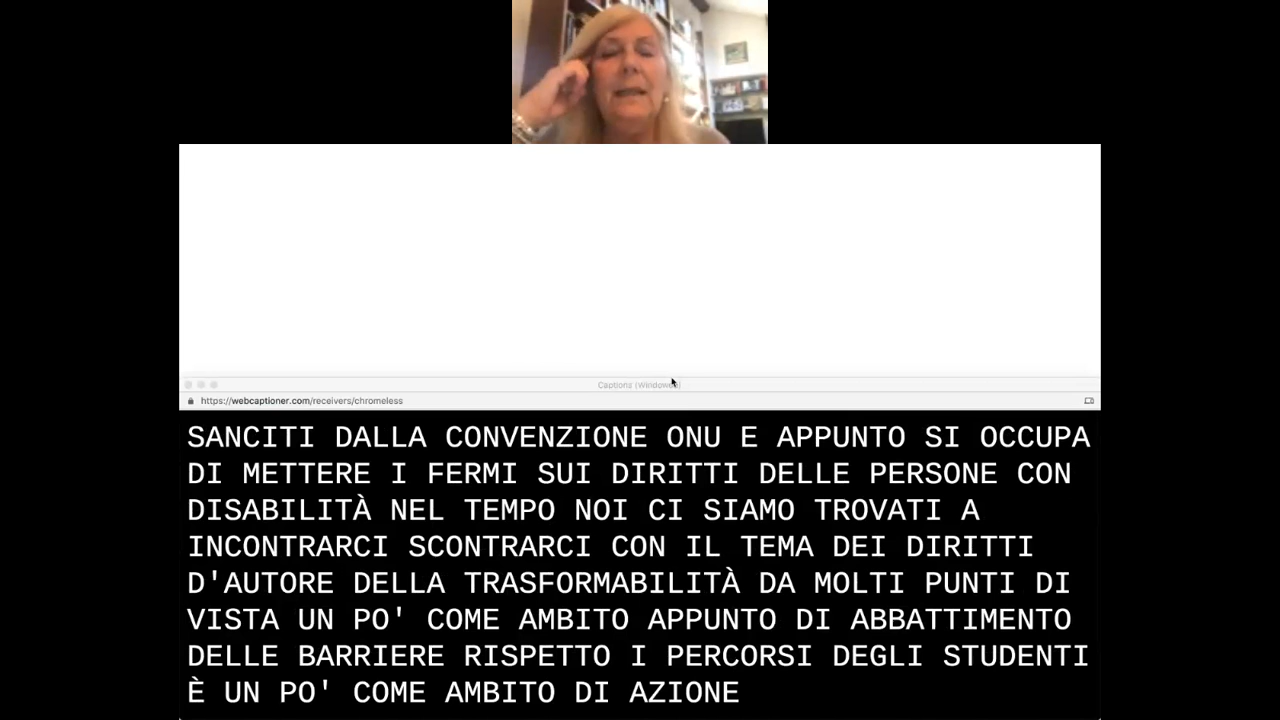 Captions (Windowed)
https://webcaptioner.com/receivers/chromeless
SANCITI DALLA CONVENZIONE ONU E APPUNTO SI OCCUPA
DI METTERE I FERMI SUI DIRITTI DELLE PERSONE CON
DISABILITÀ NEL TEMPO NOI CI SIAMO TROVATI A
INCONTRARCI SCONTRARCI CON IL TEMA DEI DIRITTI
D'AUTORE DELLA TRASFORMABILITÀ DA MOLTI PUNTI DI
VISTA UN PO' COME AMBITO APPUNTO DI ABBATTIMENTO
DELLE BARRIERE RISPETTO I PERCORSI DEGLI STUDENTI
È UN PO' COME AMBITO DI AZIONE